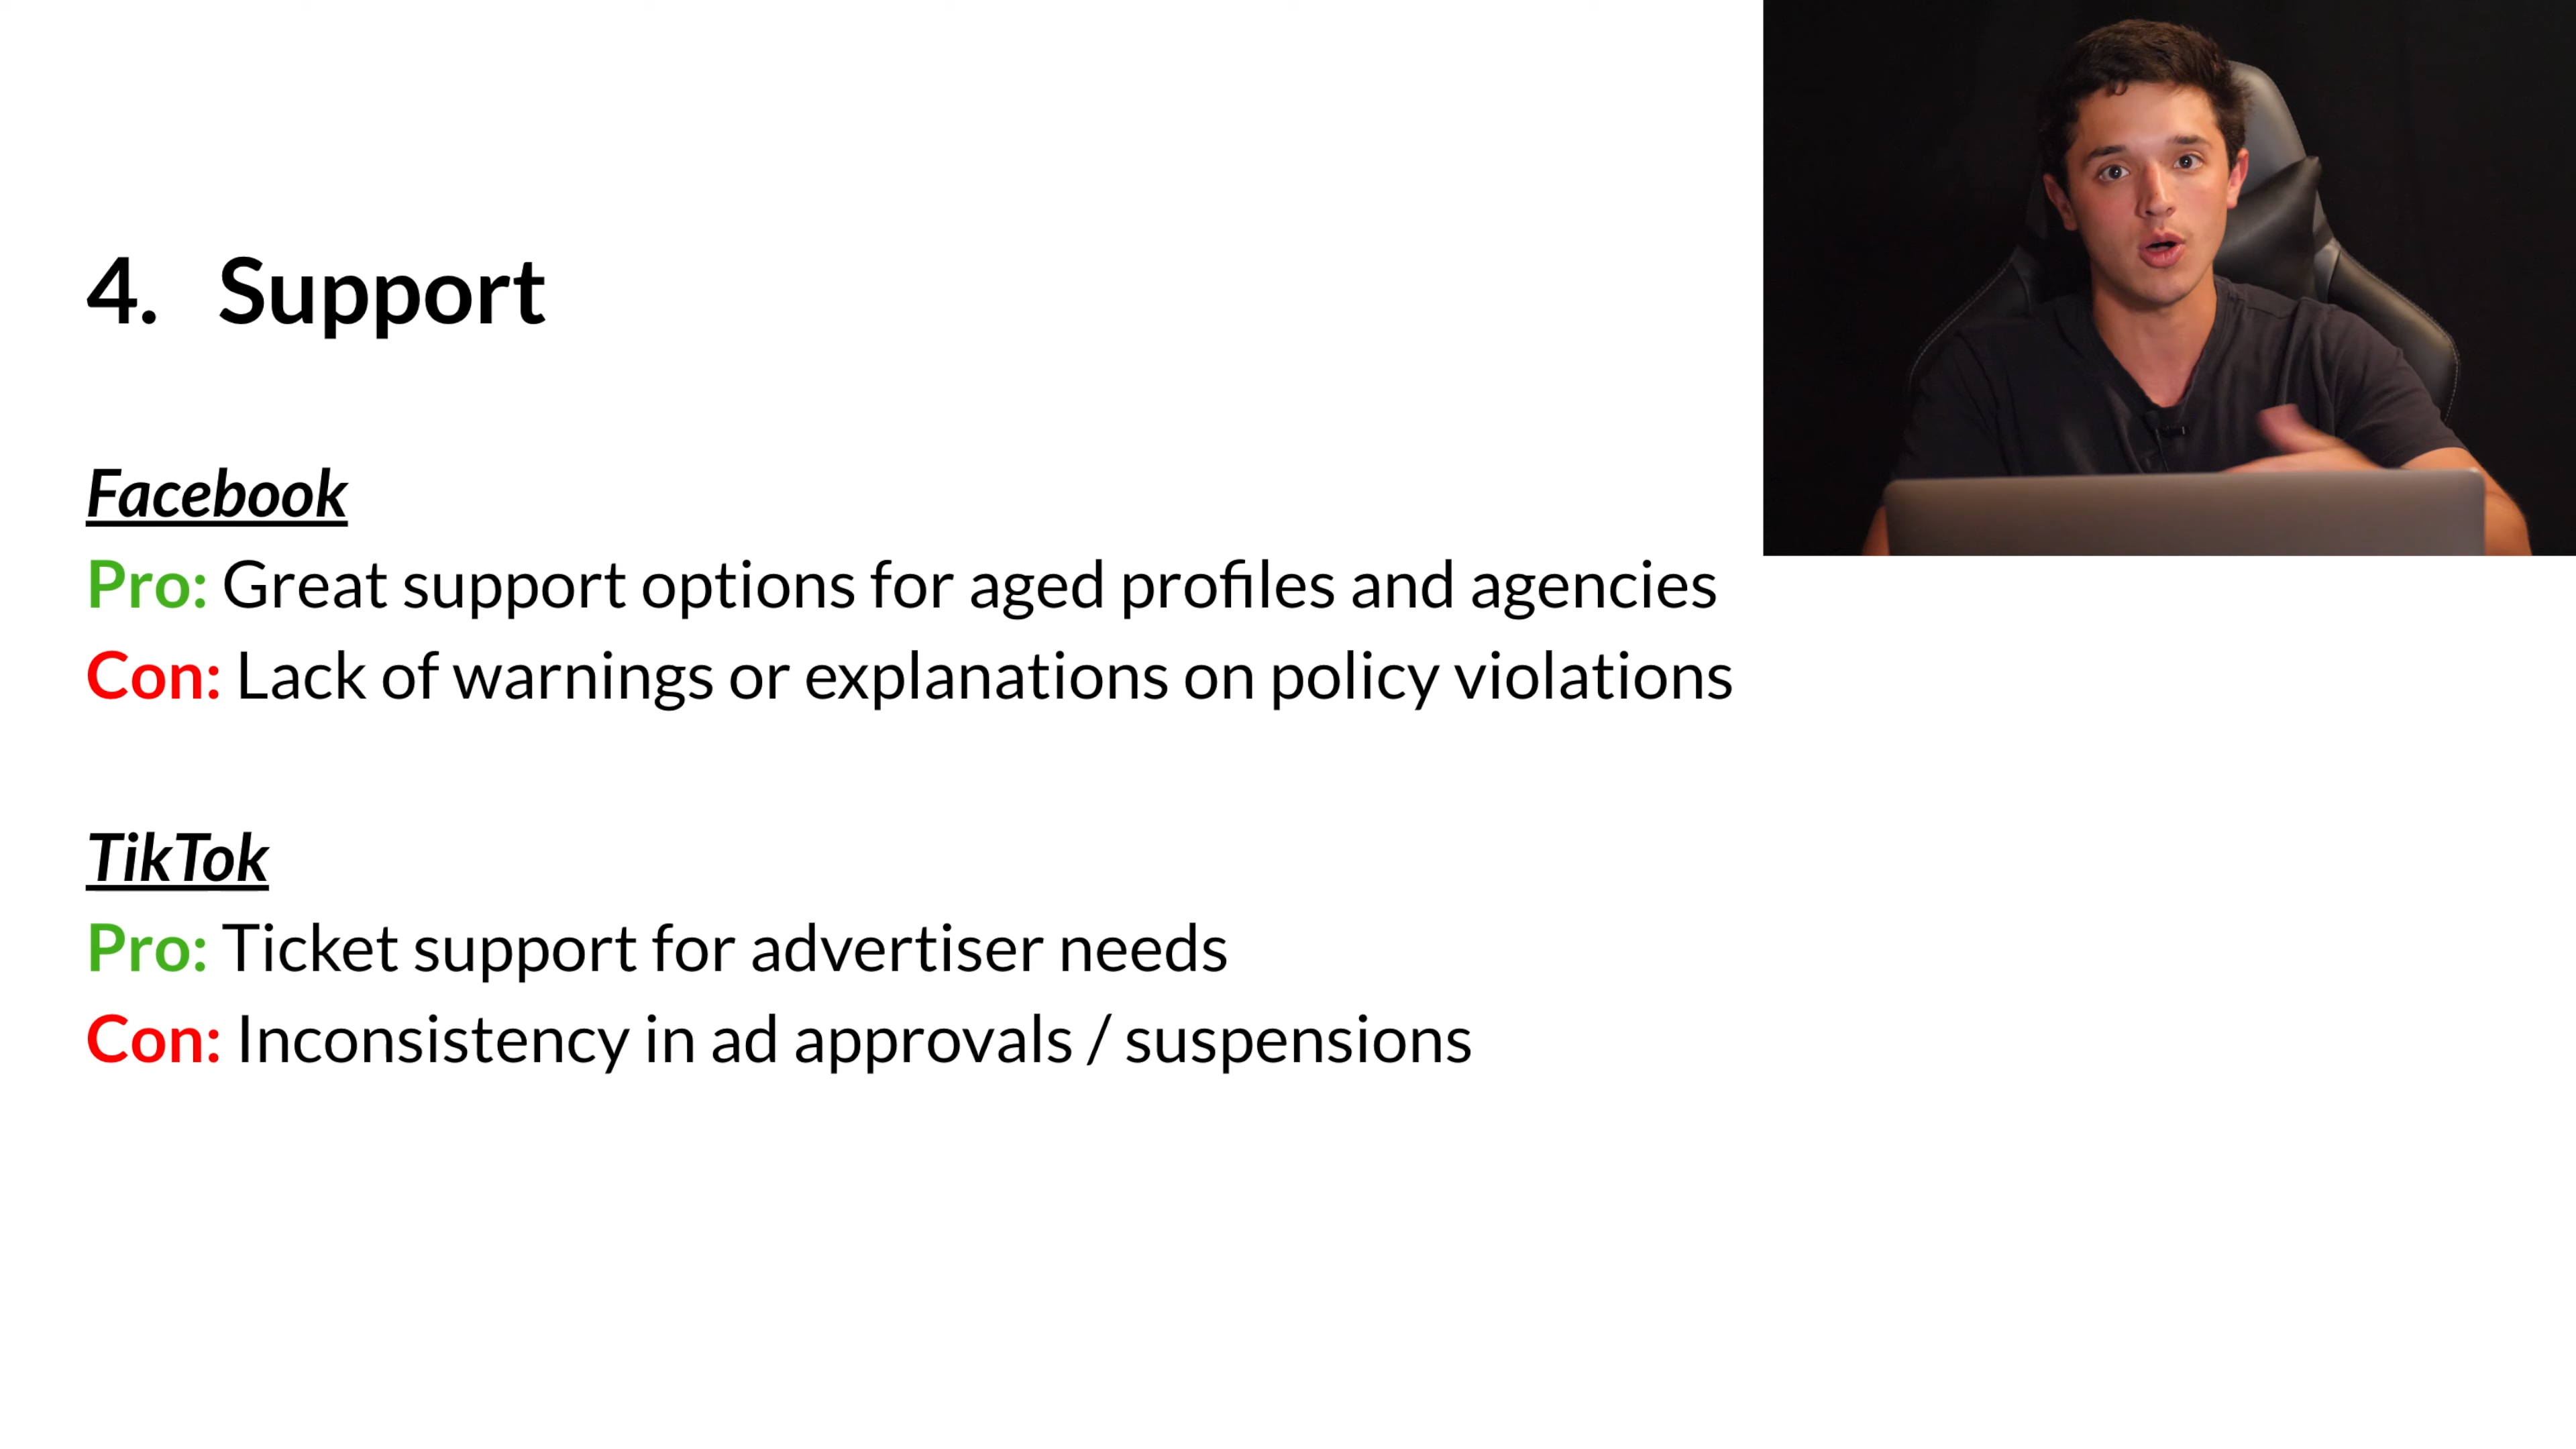 4. Support
Facebook
Pro: Great support options for aged profiles and agencies
Con: Lack of warnings or explanations on policy violations
TikTok
Pro: Ticket support for advertiser needs
Con: Inconsistency in ad approvals / suspensions